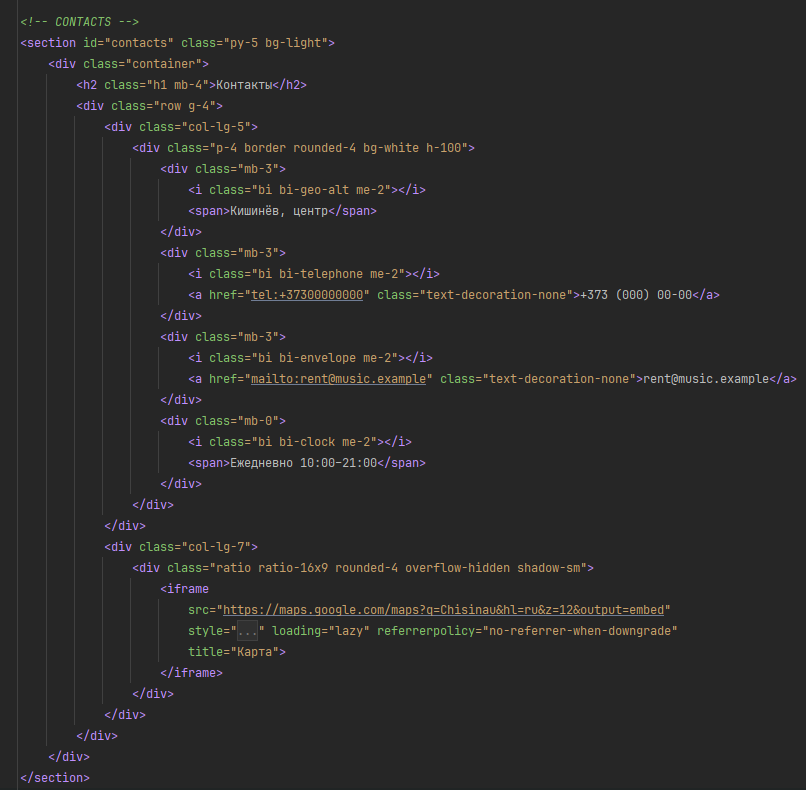 <!-- CONTACTS -->
<section id="contacts" class="py-5 bg-light">
    <div class="container">
        <h2 class="h1 mb-4">Контакты</h2>
        <div class="row g-4">
            <div class="col-lg-5">
                <div class="p-4 border rounded-4 bg-white h-100">
                    <div class="mb-3">
                        <i class="bi bi-geo-alt me-2"></i>
                        <span>Кишинёв, центр</span>
                    </div>
                    <div class="mb-3">
                        <i class="bi bi-telephone me-2"></i>
                        <a href="tel:+37300000000" class="text-decoration-none">+373 (000) 00-00</a>
                    </div>
                    <div class="mb-3">
                        <i class="bi bi-envelope me-2"></i>
                        <a href="mailto:rent@music.example" class="text-decoration-none">rent@music.example</a>
                    </div>
                    <div class="mb-0">
                        <i class="bi bi-clock me-2"></i>
                        <span>Ежедневно 10:00–21:00</span>
                    </div>
                </div>
            </div>
            <div class="col-lg-7">
                <div class="ratio ratio-16x9 rounded-4 overflow-hidden shadow-sm">
                    <iframe
                        src="https://maps.google.com/maps?q=Chisinau&hl=ru&z=12&output=embed"
                        style="..." loading="lazy" referrerpolicy="no-referrer-when-downgrade"
                        title="Карта">
                    </iframe>
                </div>
            </div>
        </div>
    </div>
</section>